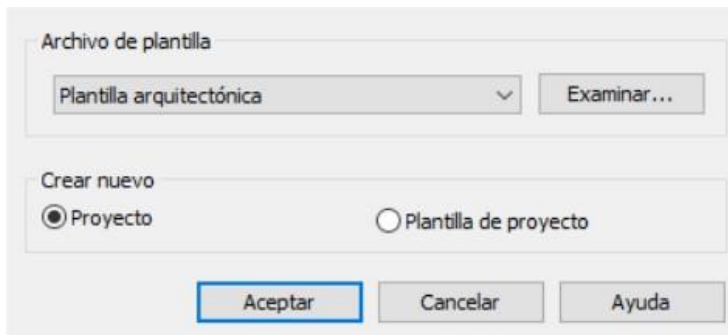 Archivo de plantilla
Plantilla arquitectónica
Examinar...
Crear nuevo
Proyecto
Plantilla de proyecto
Aceptar
Cancelar
Ayuda